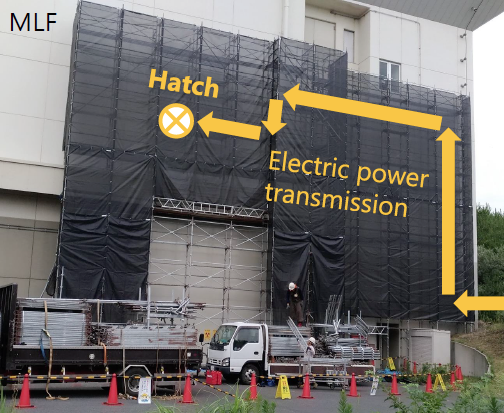 MLF
Hatch
Electric power
transmission